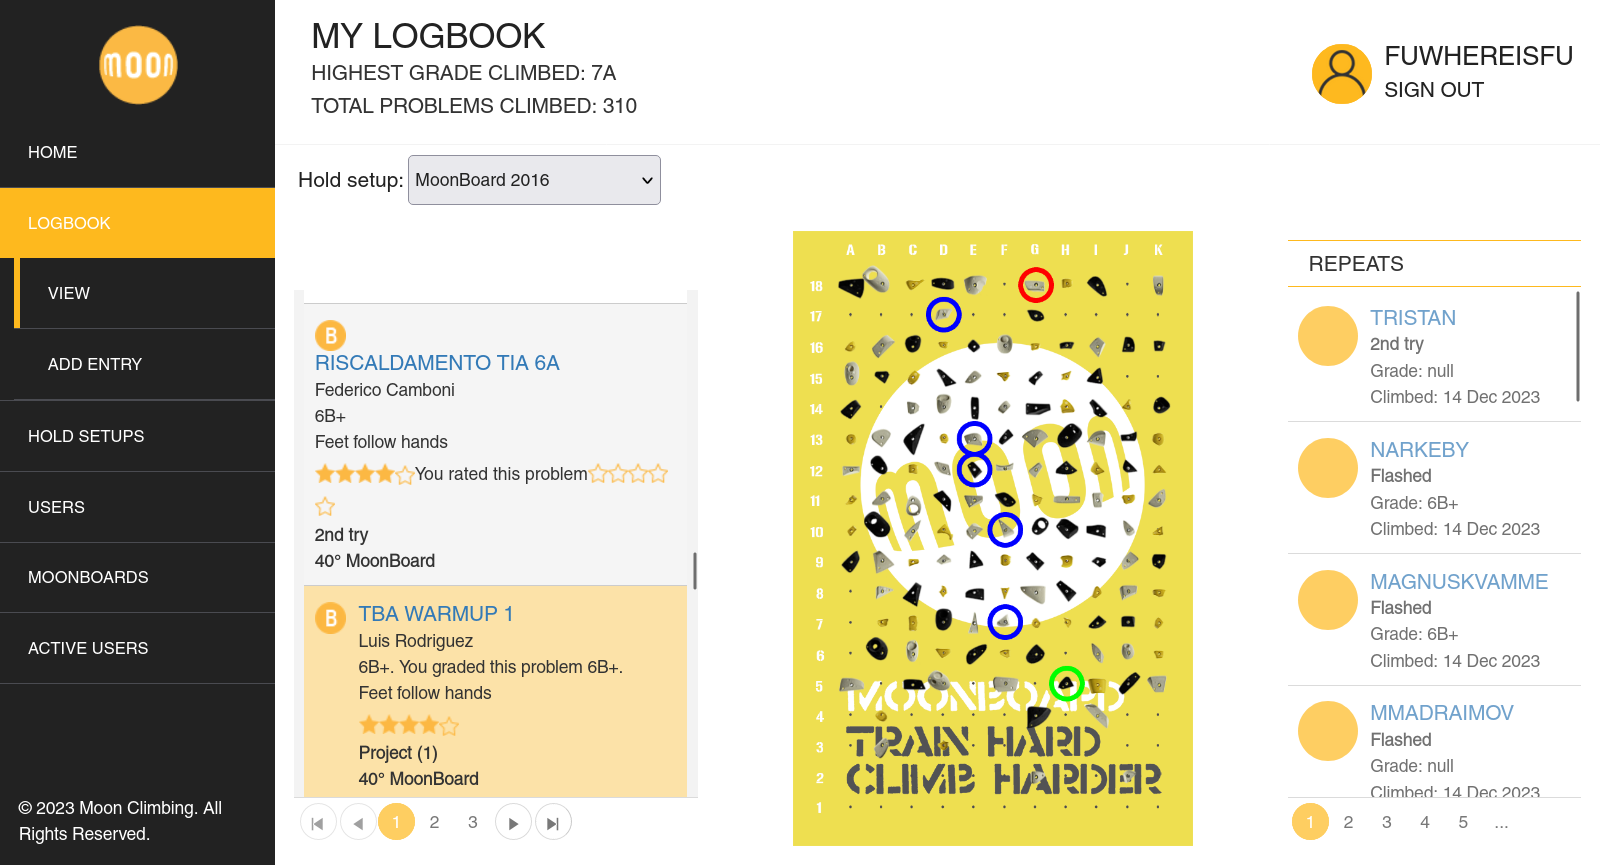 moon
MY LOGBOOK
HIGHEST GRADE CLIMBED: 7A
TOTAL PROBLEMS CLIMBED: 310
FUWHEREISFU
SIGN OUT
HOME
LOGBOOK
VIEW
ADD ENTRY
HOLD SETUPS
USERS
MOONBOARDS
ACTIVE USERS
© 2023 Moon Climbing. All
Rights Reserved.
Hold setup: MoonBoard 2016
B
RISCALDAMENTO TIA 6A
Federico Camboni
6B+
Feet follow hands
You rated this problem
2nd try
40° MoonBoard
B
TBA WARMUP 1
Luis Rodriguez
6B+. You graded this problem 6B+.
Feet follow hands
Project (1)
40° MoonBoard
1 2 3
A B C D E F G H I J K
18
17
16
15
14
13
12
11
10
9
8
7
6
5
4
3
2
1
moon
MOONBOARD
TRAIN HARD
CLIMB HARDER
REPEATS
TRISTAN
2nd try
Grade: null
Climbed: 14 Dec 2023
NARKEBY
Flashed
Grade: 6B+
Climbed: 14 Dec 2023
MAGNUSKVAMME
Flashed
Grade: 6B+
Climbed: 14 Dec 2023
MMADRAIMOV
Flashed
Grade: null
Climbed: 14 Dec 2023
1 2 3 4 5 ...